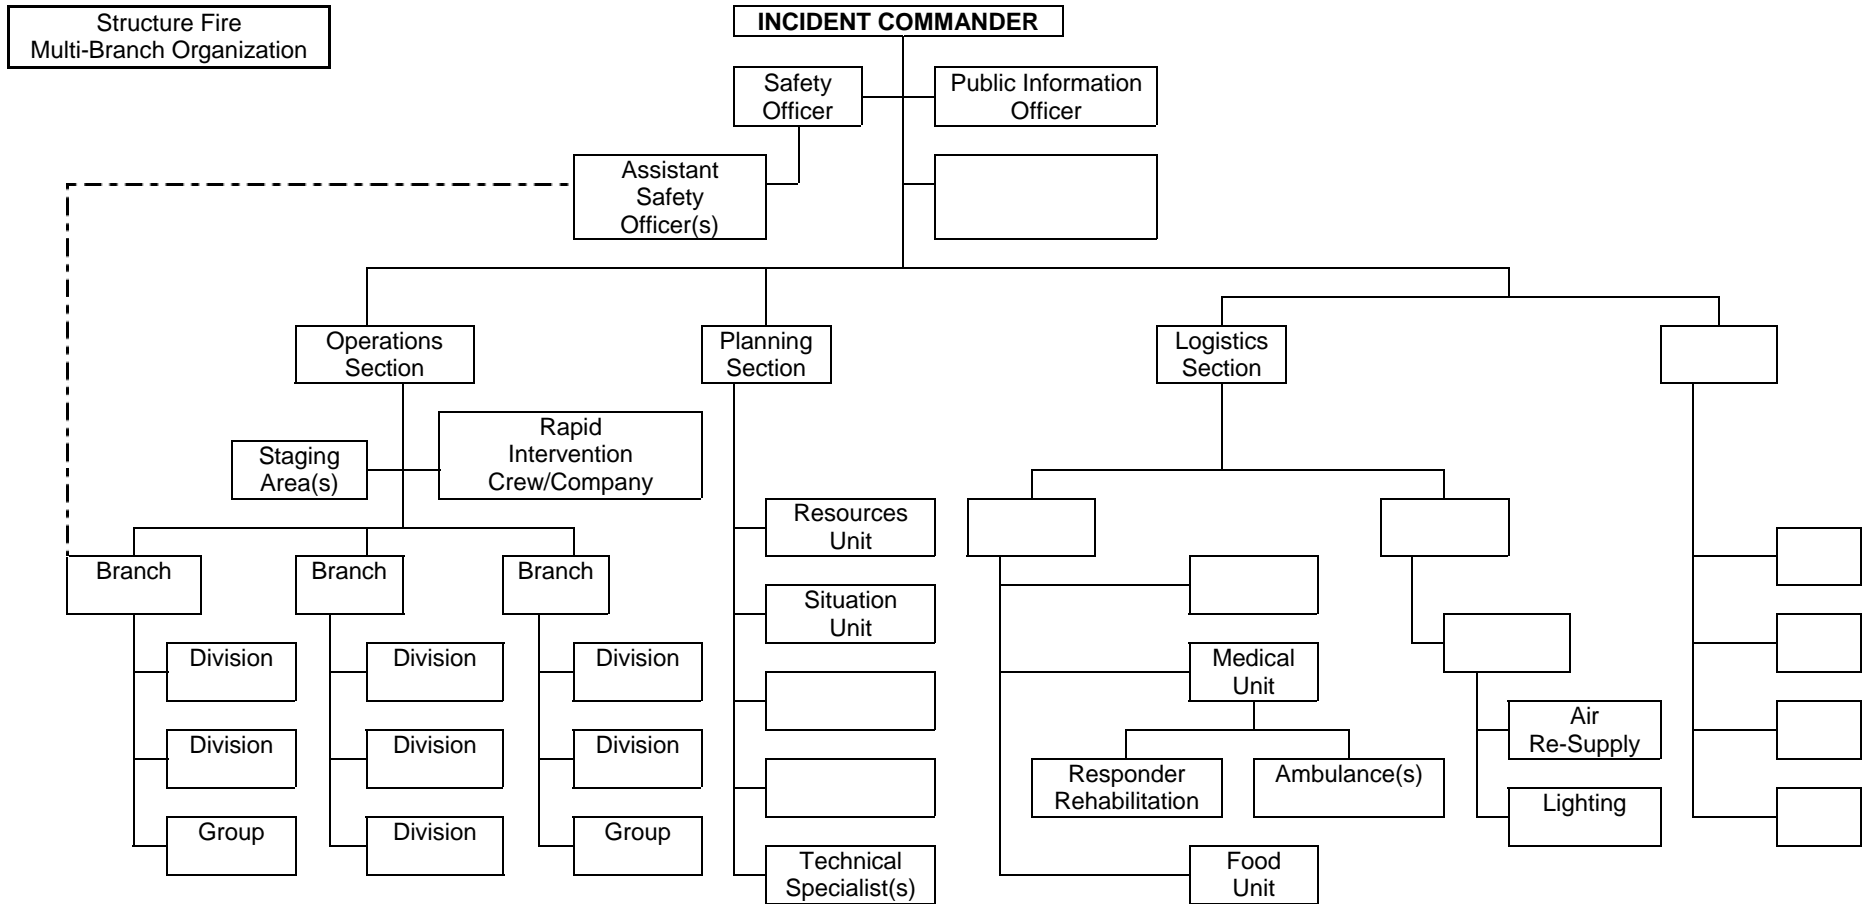 Structure Fire
Multi-Branch Organization
INCIDENT COMMANDER
Safety
Officer
Public Information
Officer
Assistant
Safety
Officer(s)
Operations
Section
Planning
Section
Logistics
Section
Staging
Area(s)
Rapid
Intervention
Crew/Company
Branch
Branch
Branch
Division
Division
Division
Division
Division
Division
Group
Division
Group
Resources
Unit
Situation
Unit
Technical
Specialist(s)
Medical
Unit
Responder
Rehabilitation
Ambulance(s)
Food
Unit
Air
Re-Supply
Lighting